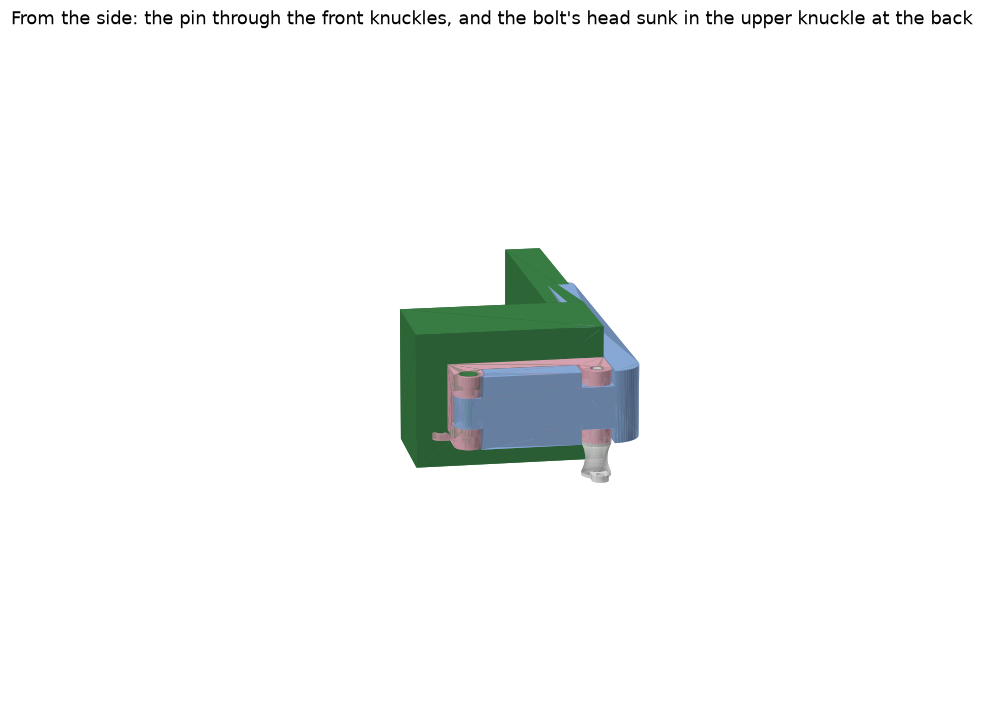 From the side: the pin through the front knuckles, and the bolt's head sunk in the upper knuckle at the back